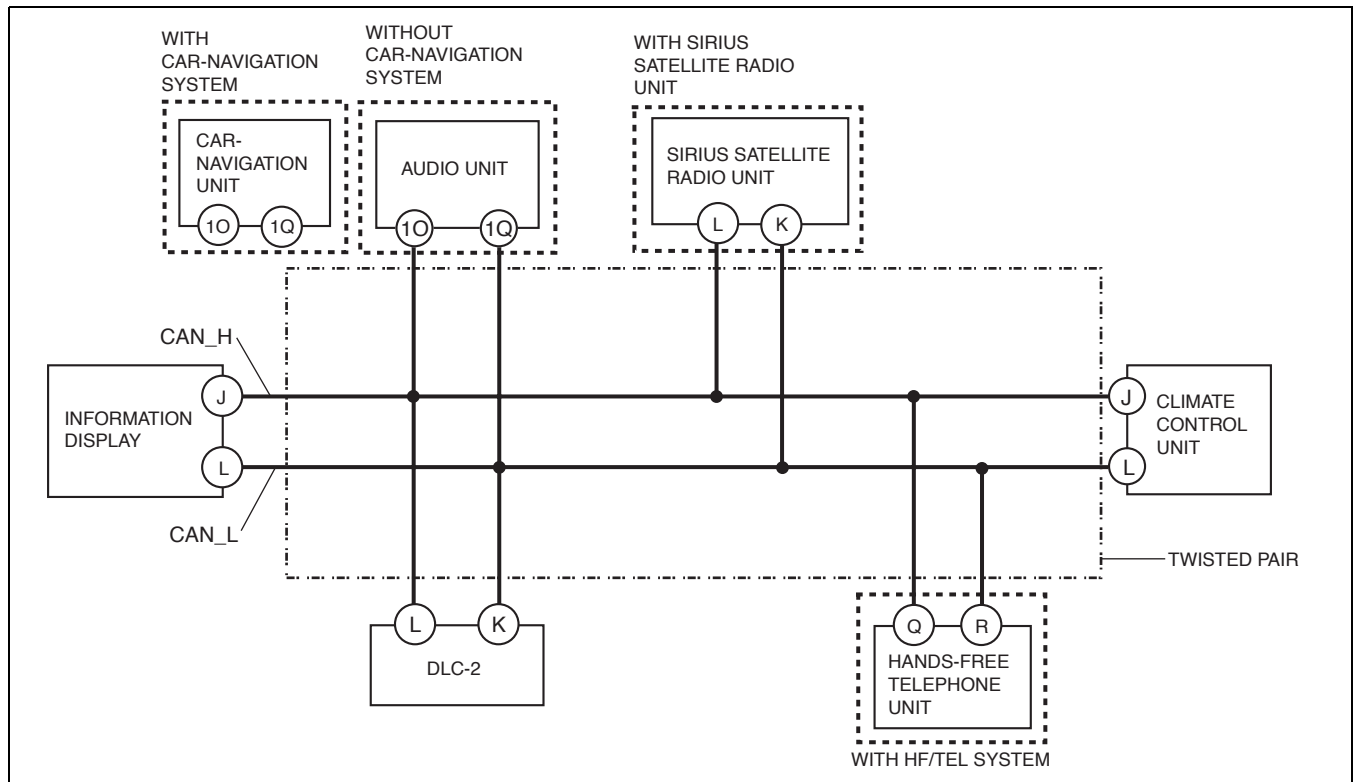 WITH
CAR-NAVIGATION
SYSTEM
WITHOUT
CAR-NAVIGATION
SYSTEM
WITH SIRIUS
SATELLITE RADIO
UNIT
CAR-
NAVIGATION
UNIT
1O 1Q
AUDIO UNIT
1O 1Q
SIRIUS SATELLITE
RADIO UNIT
L K
CAN_H
INFORMATION
DISPLAY
J
L
CAN_L
J
L
CLIMATE
CONTROL
UNIT
TWISTED PAIR
L K
DLC-2
Q R
HANDS-FREE
TELEPHONE
UNIT
WITH HF/TEL SYSTEM